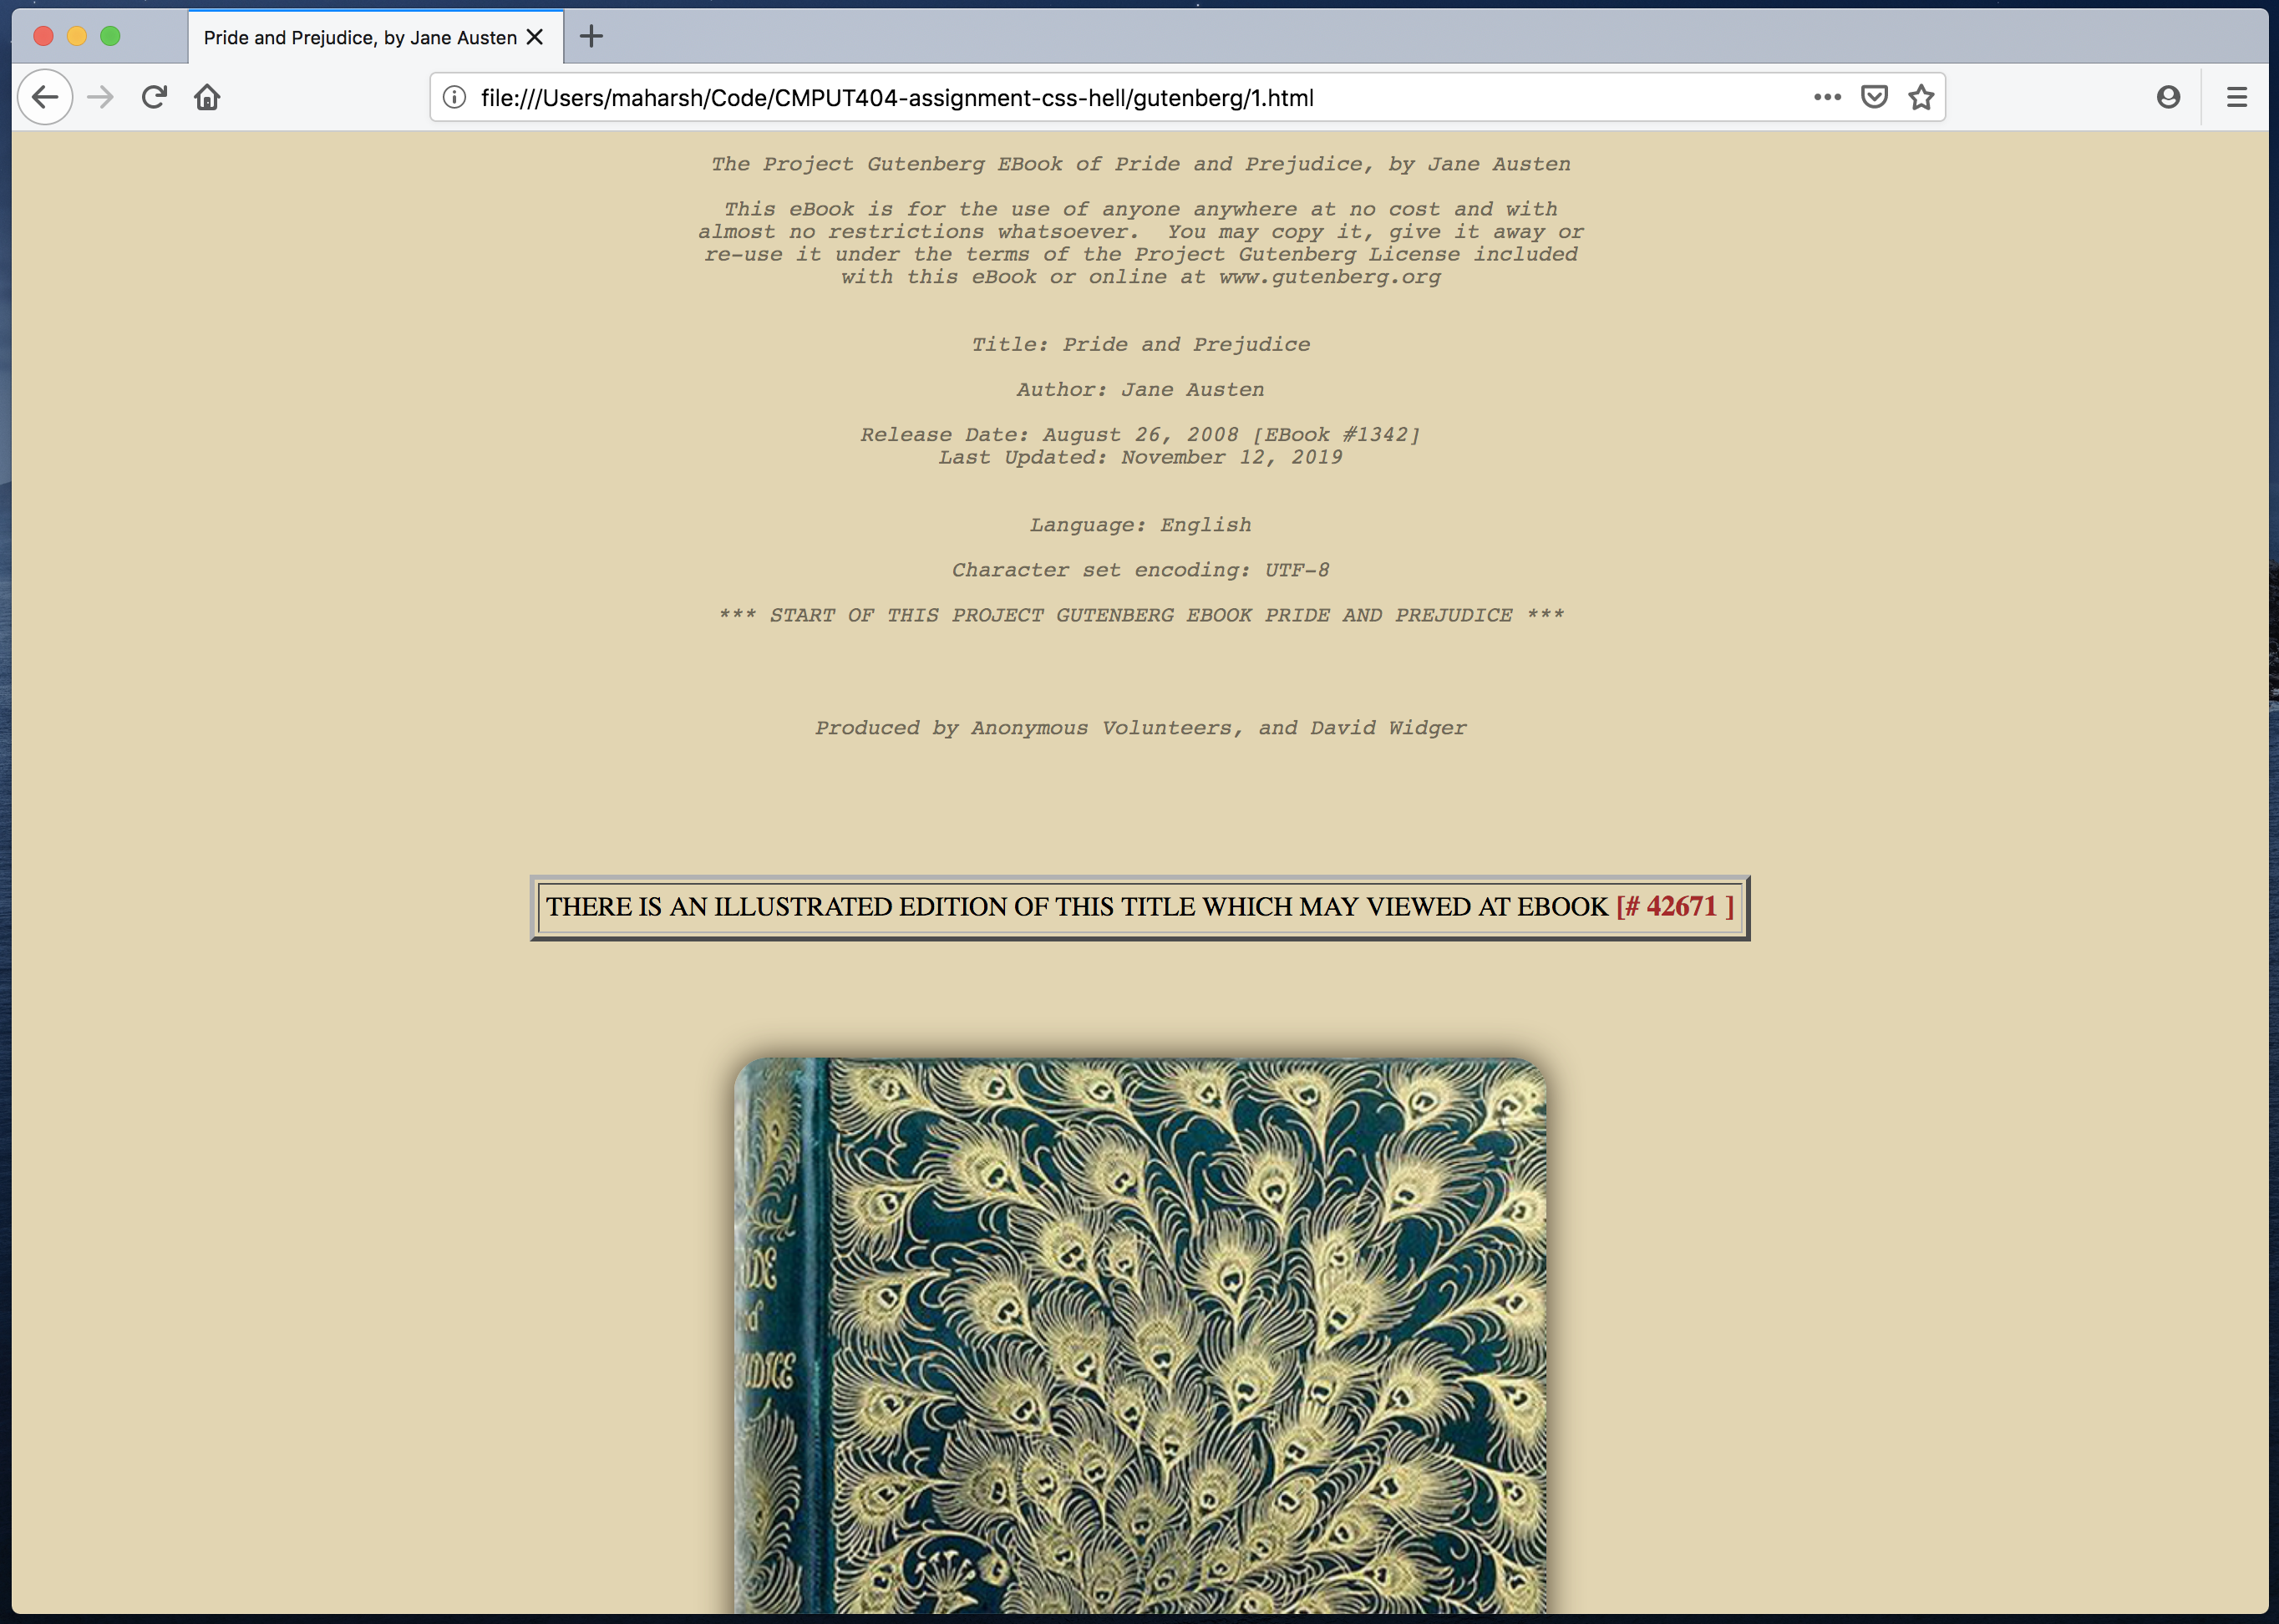 Pride and Prejudice, by Jane Austen
file:///Users/maharsh/Code/CMPUT404-assignment-css-hell/gutenberg/1.html
The Project Gutenberg EBook of Pride and Prejudice, by Jane Austen
This eBook is for the use of anyone anywhere at no cost and with
almost no restrictions whatsoever.  You may copy it, give it away or
re-use it under the terms of the Project Gutenberg License included
with this eBook or online at www.gutenberg.org
Title: Pride and Prejudice
Author: Jane Austen
Release Date: August 26, 2008 [EBook #1342]
Last Updated: November 12, 2019
Language: English
Character set encoding: UTF-8
*** START OF THIS PROJECT GUTENBERG EBOOK PRIDE AND PREJUDICE ***
Produced by Anonymous Volunteers, and David Widger
THERE IS AN ILLUSTRATED EDITION OF THIS TITLE WHICH MAY VIEWED AT EBOOK [# 42671 ]